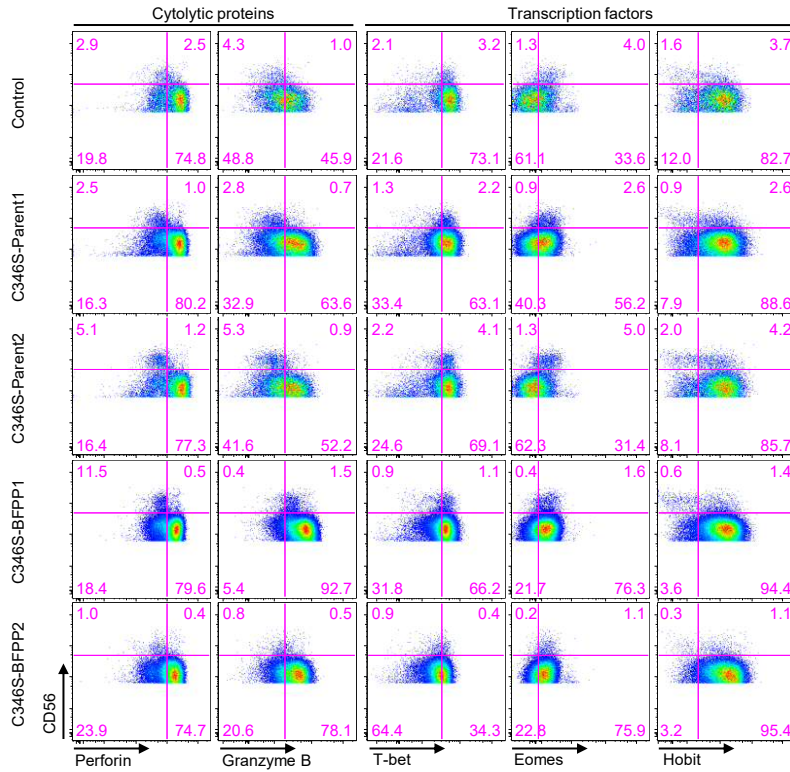 Cytolytic proteins Transcription factors
Control
2.9 2.5 4.3 1.0 2.1 3.2 1.3 4.0 1.6 3.7
19.8 74.8 48.8 45.9 21.6 73.1 61.1 33.6 12.0 82.7
C346S-Parent1
2.5 1.0 2.8 0.7 1.3 2.2 0.9 2.6 0.9 2.6
16.3 80.2 32.9 63.6 33.4 63.1 40.3 56.2 7.9 88.6
C346S-Parent2
5.1 1.2 5.3 0.9 2.2 4.1 1.3 5.0 2.0 4.2
16.4 77.3 41.6 52.2 24.6 69.1 62.3 31.4 8.1 85.7
C346S-BFPP1
11.5 0.5 0.4 1.5 0.9 1.1 0.4 1.6 0.6 1.4
18.4 79.6 5.4 92.7 31.8 66.2 21.7 76.3 3.6 94.4
C346S-BFPP2
1.0 0.4 0.8 0.5 0.9 0.4 0.2 1.1 0.3 1.1
CD56
23.9 74.7 20.6 78.1 64.4 34.3 22.8 75.9 3.2 95.4
Perforin Granzyme B T-bet Eomes Hobit